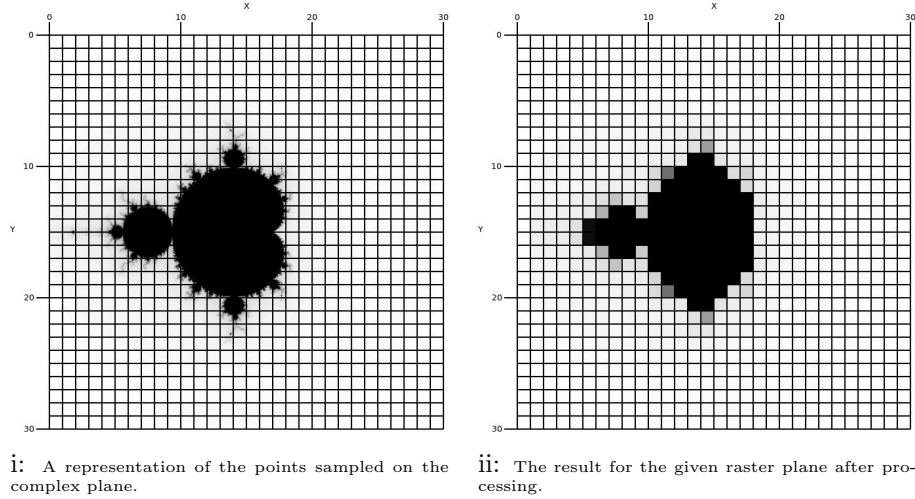 X
0 10 20 30
0
10
Y
20
30
X
0 10 20 30
0
10
Y
20
30
i: A representation of the points sampled on the
complex plane.
ii: The result for the given raster plane after pro-
cessing.